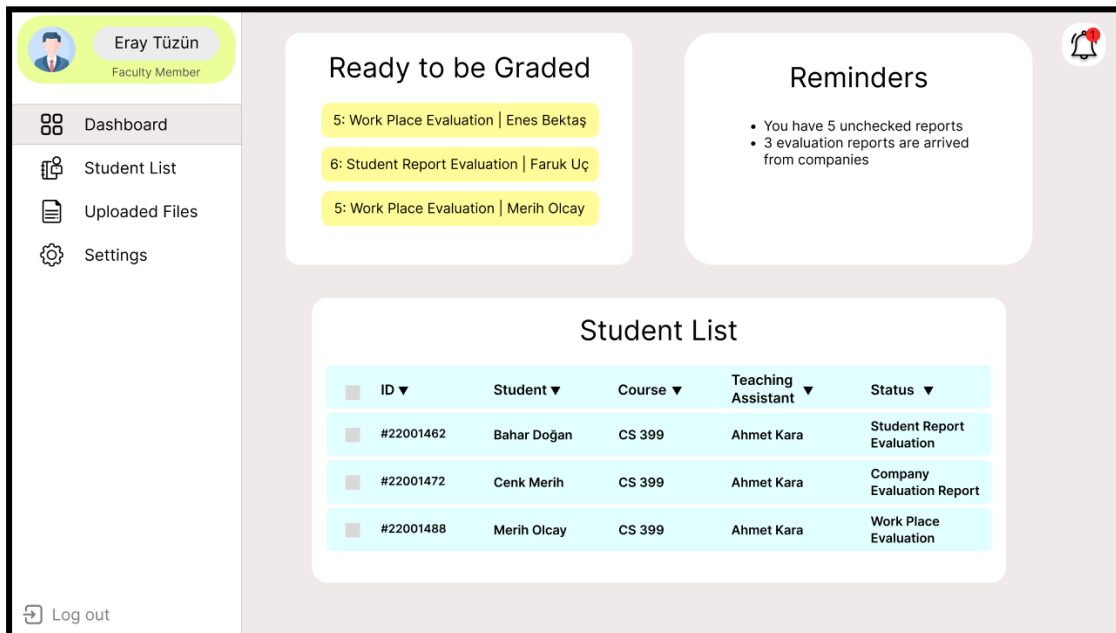 Eray Tüzün
Faculty Member
Dashboard
Student List
Uploaded Files
Settings
Log out
Ready to be Graded
5: Work Place Evaluation | Enes Bektaş
6: Student Report Evaluation | Faruk Uç
5: Work Place Evaluation | Merih Olcay
Reminders
• You have 5 unchecked reports
• 3 evaluation reports are arrived
from companies
1
Student List
ID ▼ Student ▼ Course ▼ Teaching Assistant ▼ Status ▼
#22001462 Bahar Doğan CS 399 Ahmet Kara Student Report Evaluation
#22001472 Cenk Merih CS 399 Ahmet Kara Company Evaluation Report
#22001488 Merih Olcay CS 399 Ahmet Kara Work Place Evaluation